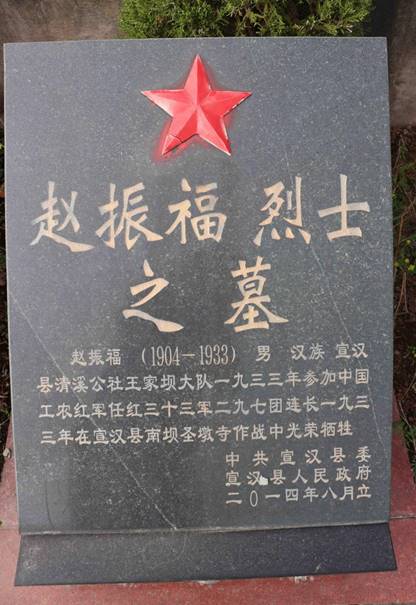 赵振福 烈士
之墓
赵振福 (1904－1933) 男 汉族 宣汉
县清溪公社王家坝大队一九三三年参加中国
工农红军任红三十三军二九七团连长一九三
三年在宣汉县南坝圣墩寺作战中光荣牺牲
中共宣汉县委
宣汉县人民政府
二〇一四年八月立